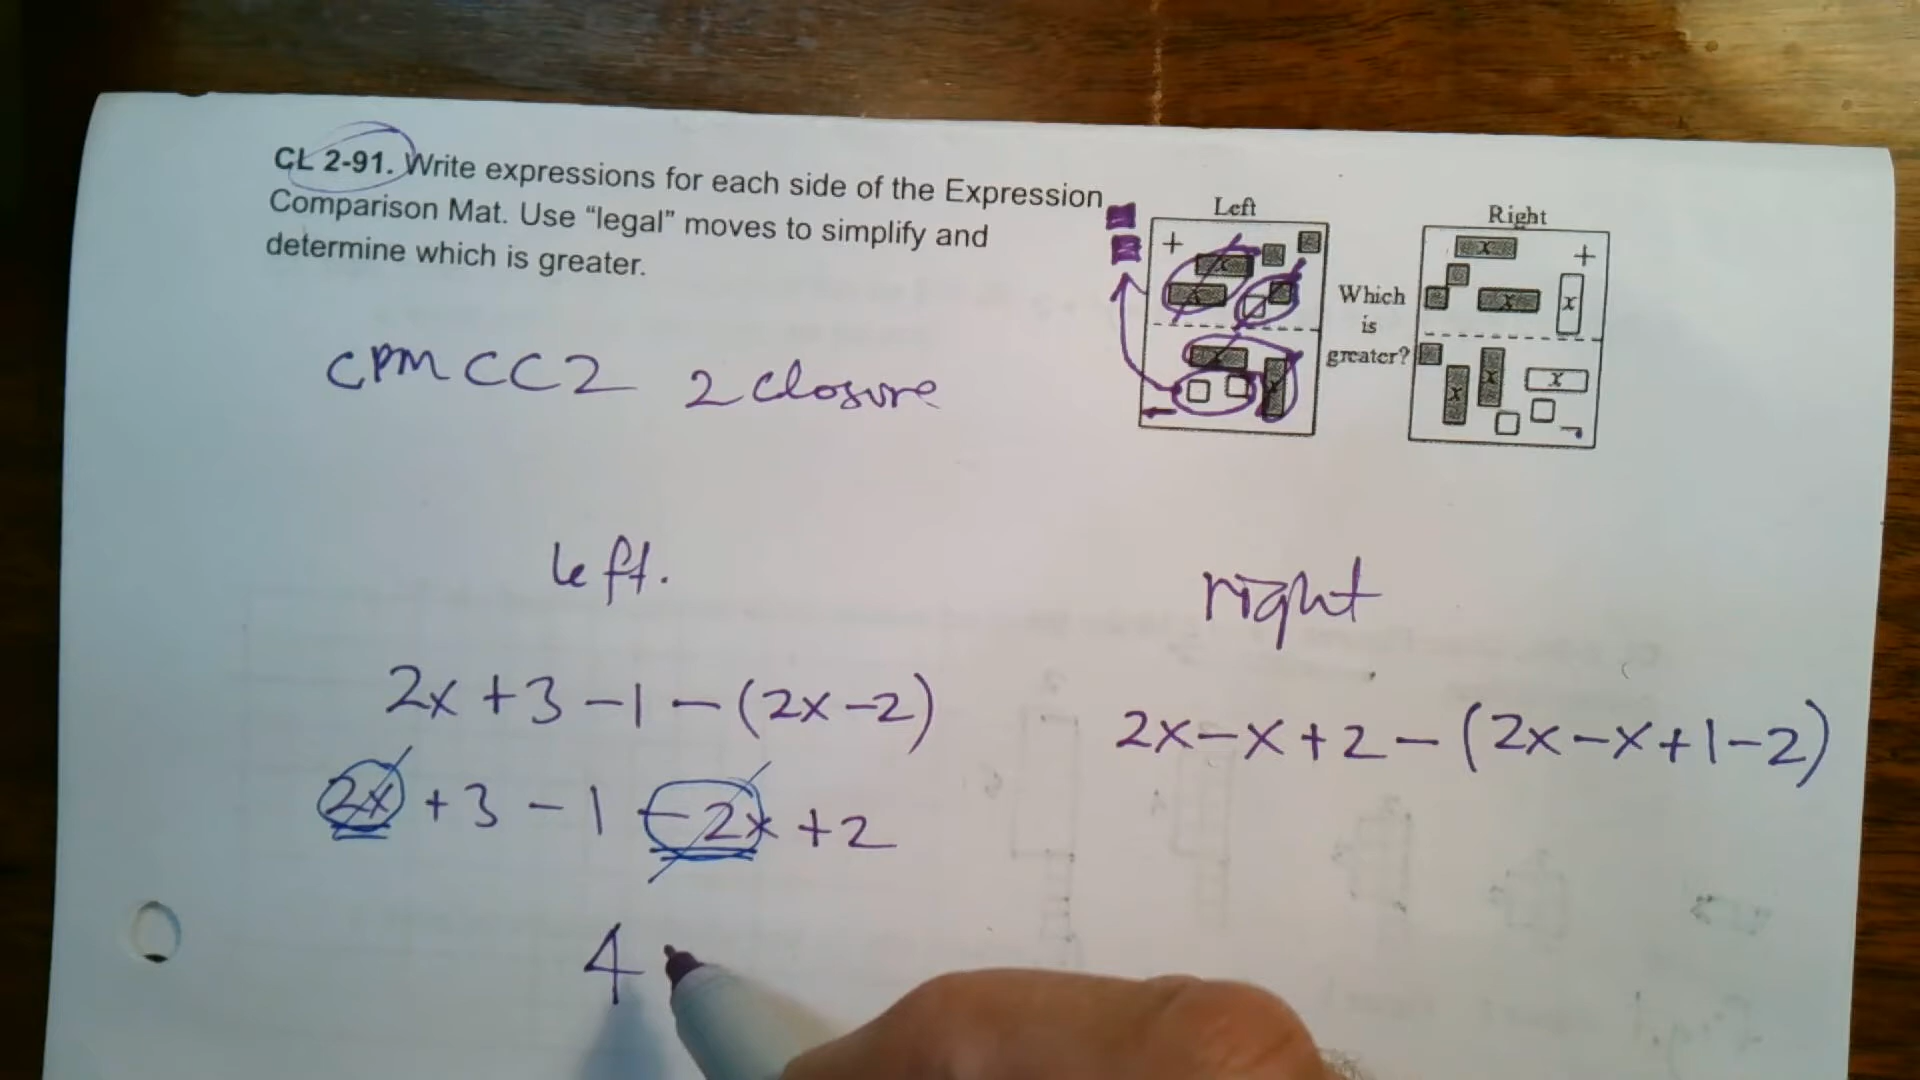 CL 2-91. Write expressions for each side of the Expression
Comparison Mat. Use “legal” moves to simplify and
determine which is greater.
Left
+
x
x
x
x
−
Which
is
greater?
Right
x
+
x
x
x
x
x
−
CPM CC2 2 closure
left.
2x + 3 − 1 − (2x − 2)
2x + 3 − 1 − 2x + 2
4
right
2x − x + 2 − (2x − x + 1 − 2)